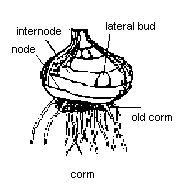 internode
lateral bud
node
old corm
corm